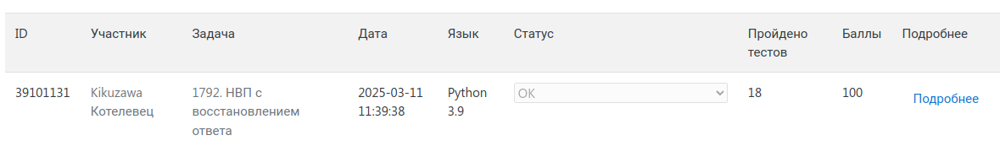 ID Участник Задача Дата Язык Статус Пройдено тестов Баллы Подробнее
39101131 Kikuzawa Котелевец 1792. НВП с восстановлением ответа 2025-03-11 11:39:38 Python 3.9 OK 18 100 Подробнее